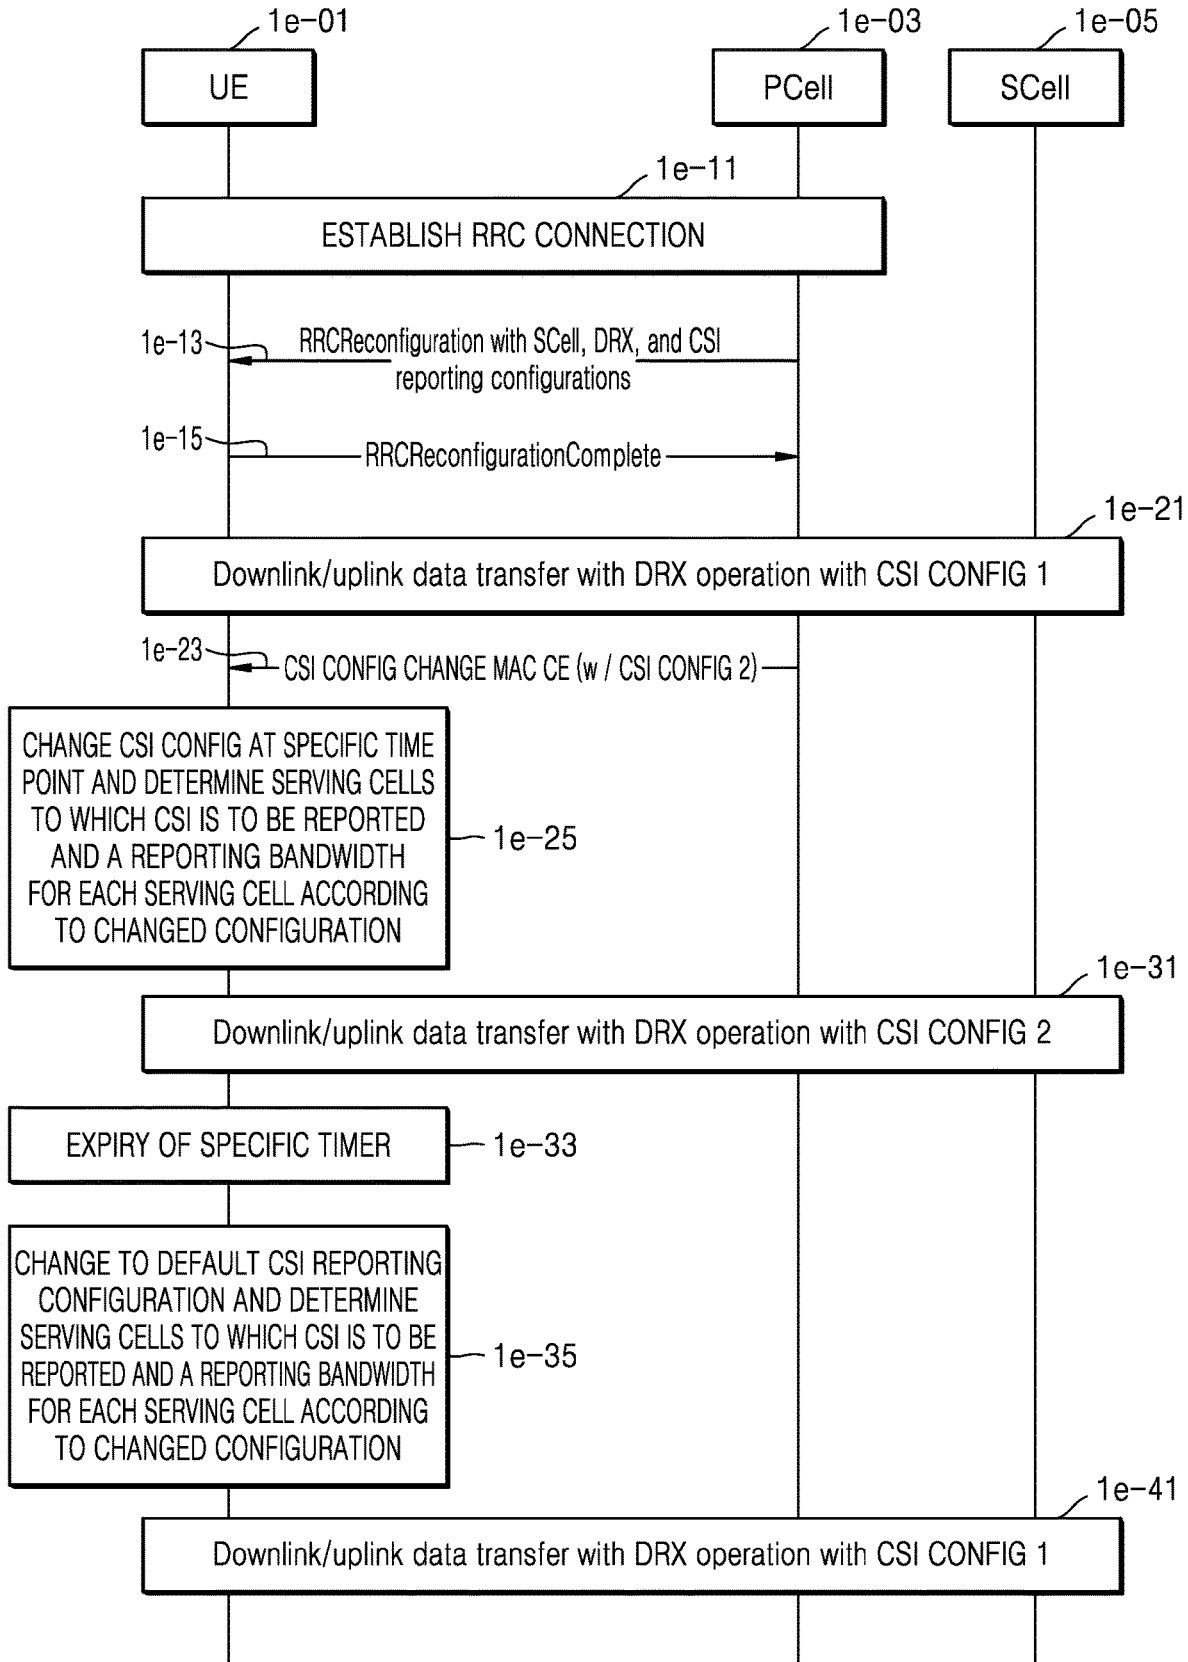 1e-01
1e-03
1e-05
UE
PCell
SCell
1e-11
ESTABLISH RRC CONNECTION
1e-13
RRCReconfiguration with SCell, DRX, and CSI
reporting configurations
1e-15
RRCReconfigurationComplete
1e-21
Downlink/uplink data transfer with DRX operation with CSI CONFIG 1
1e-23
CSI CONFIG CHANGE MAC CE (w / CSI CONFIG 2)
CHANGE CSI CONFIG AT SPECIFIC TIME
POINT AND DETERMINE SERVING CELLS
TO WHICH CSI IS TO BE REPORTED
AND A REPORTING BANDWIDTH
FOR EACH SERVING CELL ACCORDING
TO CHANGED CONFIGURATION
1e-25
1e-31
Downlink/uplink data transfer with DRX operation with CSI CONFIG 2
EXPIRY OF SPECIFIC TIMER
1e-33
CHANGE TO DEFAULT CSI REPORTING
CONFIGURATION AND DETERMINE
SERVING CELLS TO WHICH CSI IS TO BE
REPORTED AND A REPORTING BANDWIDTH
FOR EACH SERVING CELL ACCORDING
TO CHANGED CONFIGURATION
1e-35
1e-41
Downlink/uplink data transfer with DRX operation with CSI CONFIG 1